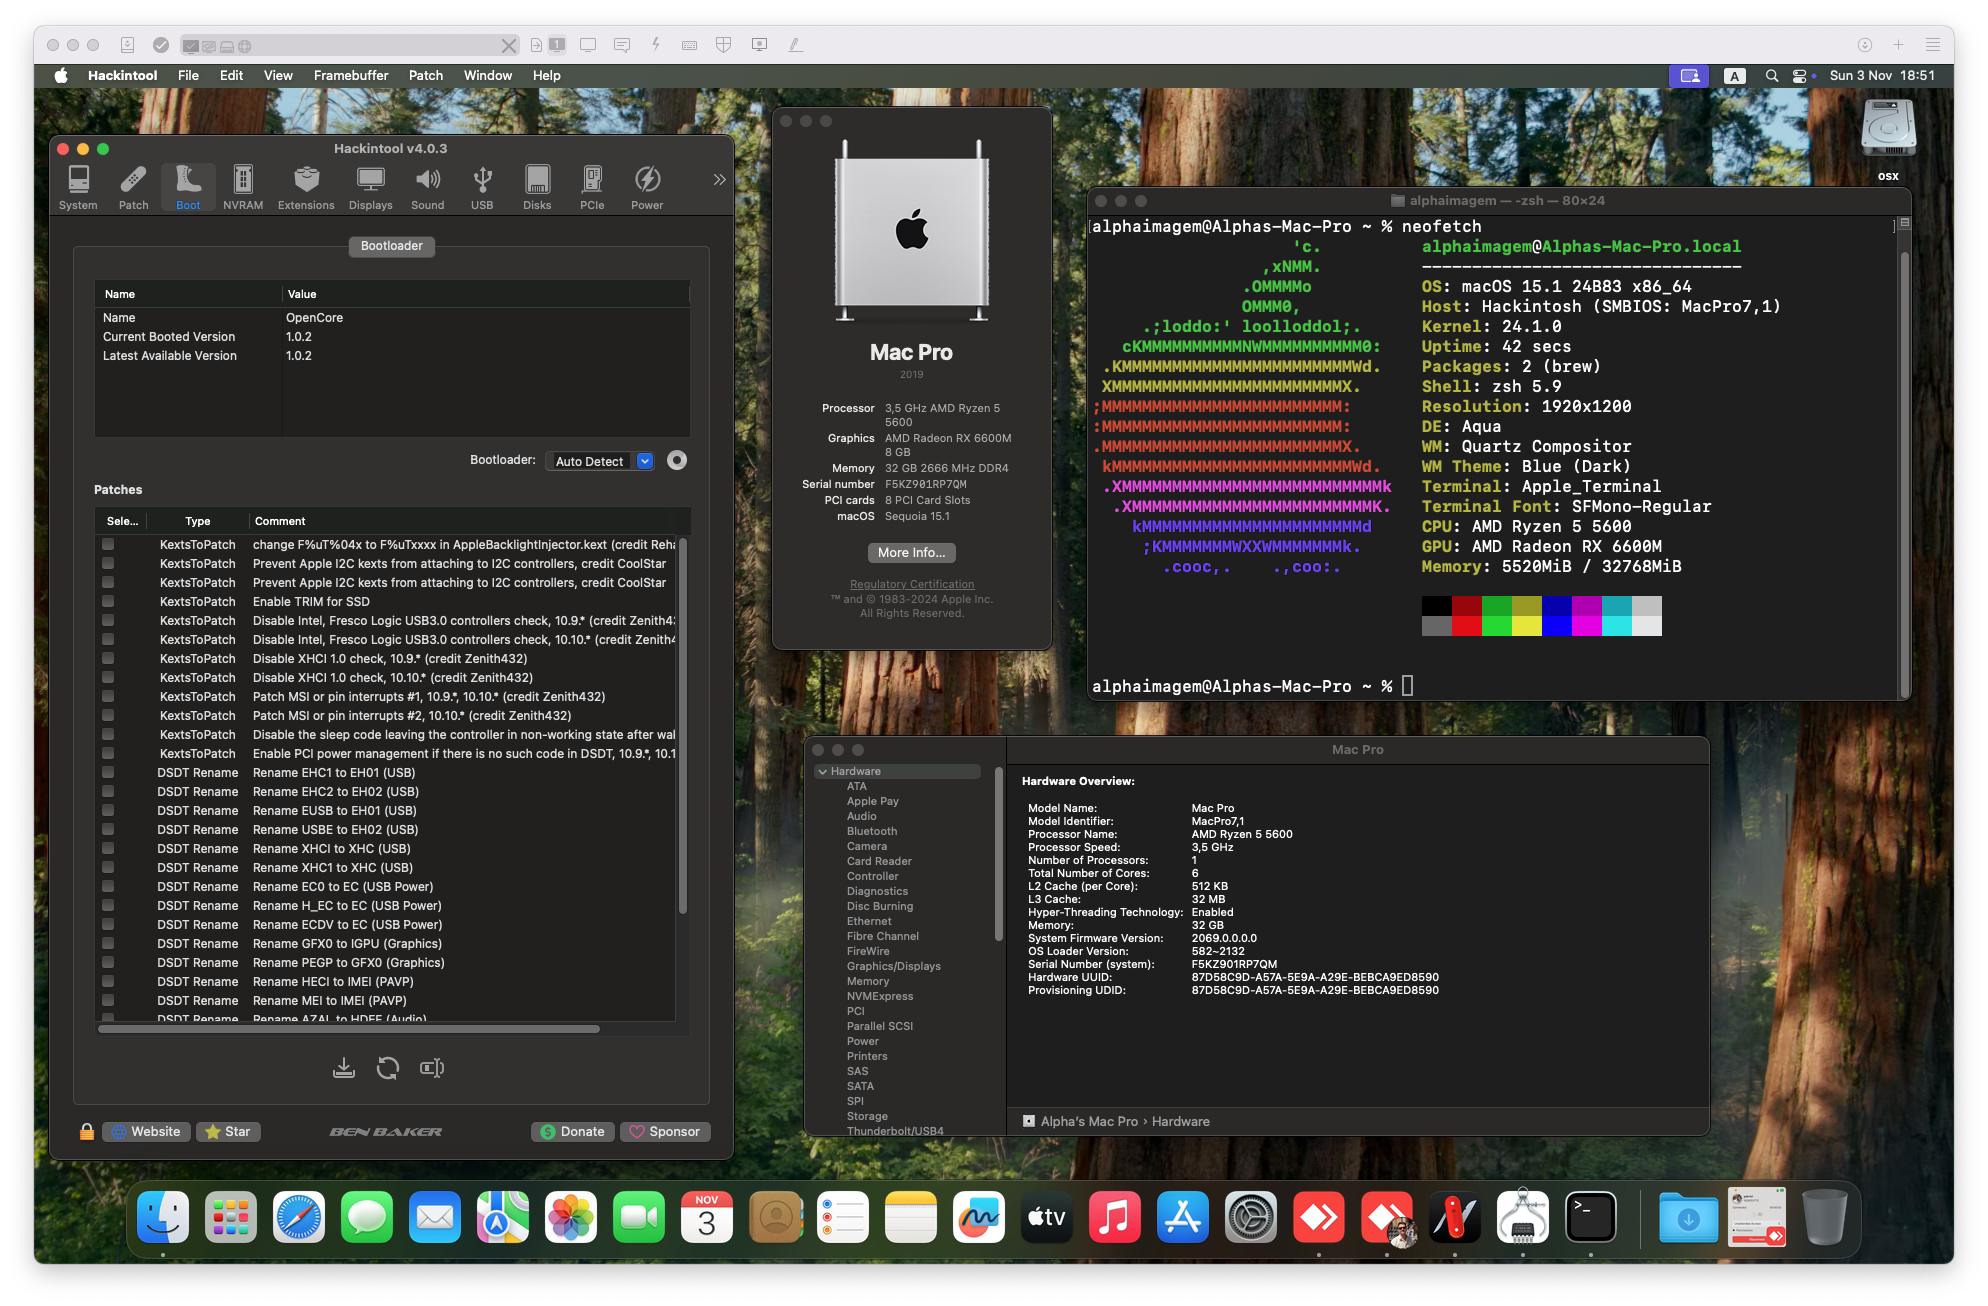 1
Hackintool File Edit View Framebuffer Patch Window Help
A
Sun 3 Nov 18:51
osx
Hackintool v4.0.3
System Patch Boot NVRAM Extensions Displays Sound USB Disks PCIe Power
Bootloader
Name Value
Name OpenCore
Current Booted Version 1.0.2
Latest Available Version 1.0.2
Bootloader: Auto Detect
Patches
Sele... Type Comment
KextsToPatch change F%uT%04x to F%uTxxxx in AppleBacklightInjector.kext (credit Reha
KextsToPatch Prevent Apple I2C kexts from attaching to I2C controllers, credit CoolStar
KextsToPatch Prevent Apple I2C kexts from attaching to I2C controllers, credit CoolStar
KextsToPatch Enable TRIM for SSD
KextsToPatch Disable Intel, Fresco Logic USB3.0 controllers check, 10.9.* (credit Zenith43
KextsToPatch Disable Intel, Fresco Logic USB3.0 controllers check, 10.10.* (credit Zenith4
KextsToPatch Disable XHCI 1.0 check, 10.9.* (credit Zenith432)
KextsToPatch Disable XHCI 1.0 check, 10.10.* (credit Zenith432)
KextsToPatch Patch MSI or pin interrupts #1, 10.9.*, 10.10.* (credit Zenith432)
KextsToPatch Patch MSI or pin interrupts #2, 10.10.* (credit Zenith432)
KextsToPatch Disable the sleep code leaving the controller in non-working state after wal
KextsToPatch Enable PCI power management if there is no such code in DSDT, 10.9.*, 10.1
DSDT Rename Rename EHC1 to EH01 (USB)
DSDT Rename Rename EHC2 to EH02 (USB)
DSDT Rename Rename EUSB to EH01 (USB)
DSDT Rename Rename USBE to EH02 (USB)
DSDT Rename Rename XHCI to XHC (USB)
DSDT Rename Rename XHC1 to XHC (USB)
DSDT Rename Rename EC0 to EC (USB Power)
DSDT Rename Rename H_EC to EC (USB Power)
DSDT Rename Rename ECDV to EC (USB Power)
DSDT Rename Rename GFX0 to IGPU (Graphics)
DSDT Rename Rename PEGP to GFX0 (Graphics)
DSDT Rename Rename HECI to IMEI (PAVP)
DSDT Rename Rename MEI to IMEI (PAVP)
DSDT Rename Rename AZAL to HDEF (Audio)
Website Star BEN BAKER Donate Sponsor
Mac Pro
2019
Processor 3,5 GHz AMD Ryzen 5
5600
Graphics AMD Radeon RX 6600M
8 GB
Memory 32 GB 2666 MHz DDR4
Serial number F5KZ901RP7QM
PCI cards 8 PCI Card Slots
macOS Sequoia 15.1
More Info...
Regulatory Certification
™ and © 1983-2024 Apple Inc.
All Rights Reserved.
alphaimagem — -zsh — 80×24
[alphaimagem@Alphas-Mac-Pro ~ % neofetch ]
'c. alphaimagem@Alphas-Mac-Pro.local
,xNMM. --------------------------------
.OMMMMo OS: macOS 15.1 24B83 x86_64
OMMM0, Host: Hackintosh (SMBIOS: MacPro7,1)
.;loddo:' loolloddol;. Kernel: 24.1.0
cKMMMMMMMMMMNWMMMMMMMMMM0: Uptime: 42 secs
.KMMMMMMMMMMMMMMMMMMMMMMMWd. Packages: 2 (brew)
XMMMMMMMMMMMMMMMMMMMMMMMX. Shell: zsh 5.9
;MMMMMMMMMMMMMMMMMMMMMMMM: Resolution: 1920x1200
:MMMMMMMMMMMMMMMMMMMMMMMM: DE: Aqua
.MMMMMMMMMMMMMMMMMMMMMMMMX. WM: Quartz Compositor
kMMMMMMMMMMMMMMMMMMMMMMMMWd. WM Theme: Blue (Dark)
.XMMMMMMMMMMMMMMMMMMMMMMMMMMk Terminal: Apple_Terminal
.XMMMMMMMMMMMMMMMMMMMMMMMMK. Terminal Font: SFMono-Regular
kMMMMMMMMMMMMMMMMMMMMMMd CPU: AMD Ryzen 5 5600
;KMMMMMMMWXXWMMMMMMMk. GPU: AMD Radeon RX 6600M
.cooc,. .,coo:. Memory: 5520MiB / 32768MiB
alphaimagem@Alphas-Mac-Pro ~ %
Mac Pro
Hardware
ATA
Apple Pay
Audio
Bluetooth
Camera
Card Reader
Controller
Diagnostics
Disc Burning
Ethernet
Fibre Channel
FireWire
Graphics/Displays
Memory
NVMExpress
PCI
Parallel SCSI
Power
Printers
SAS
SATA
SPI
Storage
Thunderbolt/USB4
Hardware Overview:
Model Name: Mac Pro
Model Identifier: MacPro7,1
Processor Name: AMD Ryzen 5 5600
Processor Speed: 3,5 GHz
Number of Processors: 1
Total Number of Cores: 6
L2 Cache (per Core): 512 KB
L3 Cache: 32 MB
Hyper-Threading Technology: Enabled
Memory: 32 GB
System Firmware Version: 2069.0.0.0.0
OS Loader Version: 582~2132
Serial Number (system): F5KZ901RP7QM
Hardware UUID: 87D58C9D-A57A-5E9A-A29E-BEBCA9ED8590
Provisioning UDID: 87D58C9D-A57A-5E9A-A29E-BEBCA9ED8590
Alpha's Mac Pro › Hardware
NOV
3
tv
>_